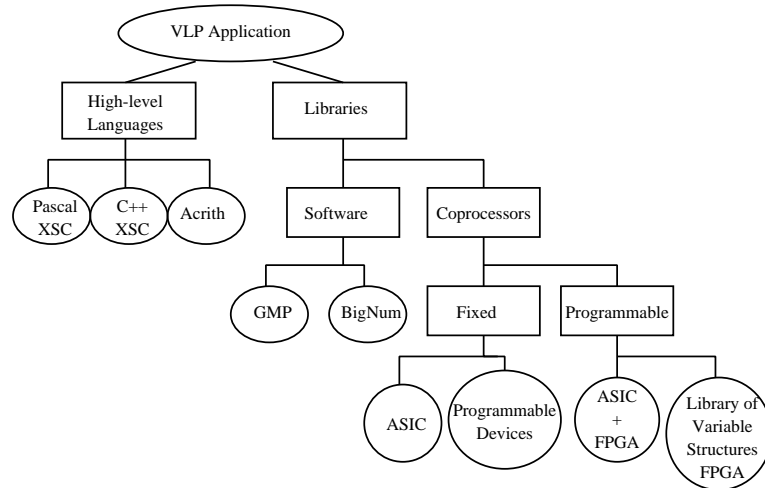 VLP Application
High-level
Languages
Libraries
Pascal
XSC
C++
XSC
Acrith
Software
Coprocessors
GMP
BigNum
Fixed
Programmable
ASIC
Programmable
Devices
ASIC
+
FPGA
Library of
Variable
Structures
FPGA